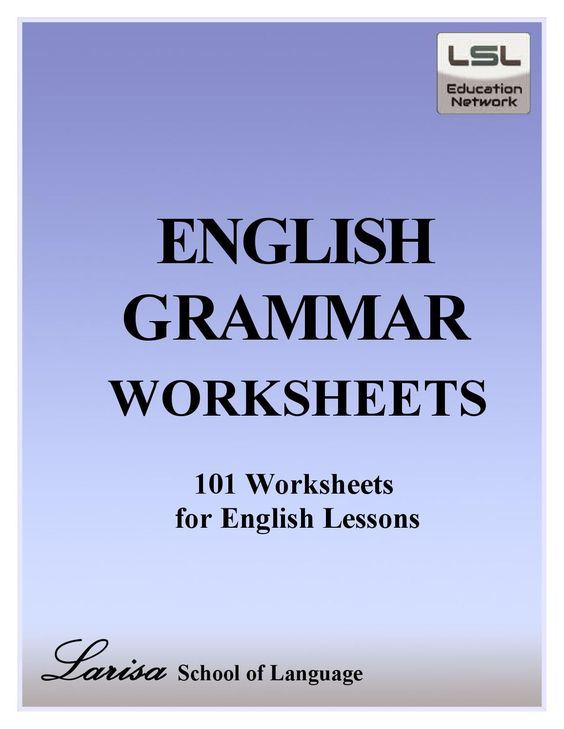 LSL
Education
Network
ENGLISH
GRAMMAR
WORKSHEETS
101 Worksheets
for English Lessons
Larisa School of Language